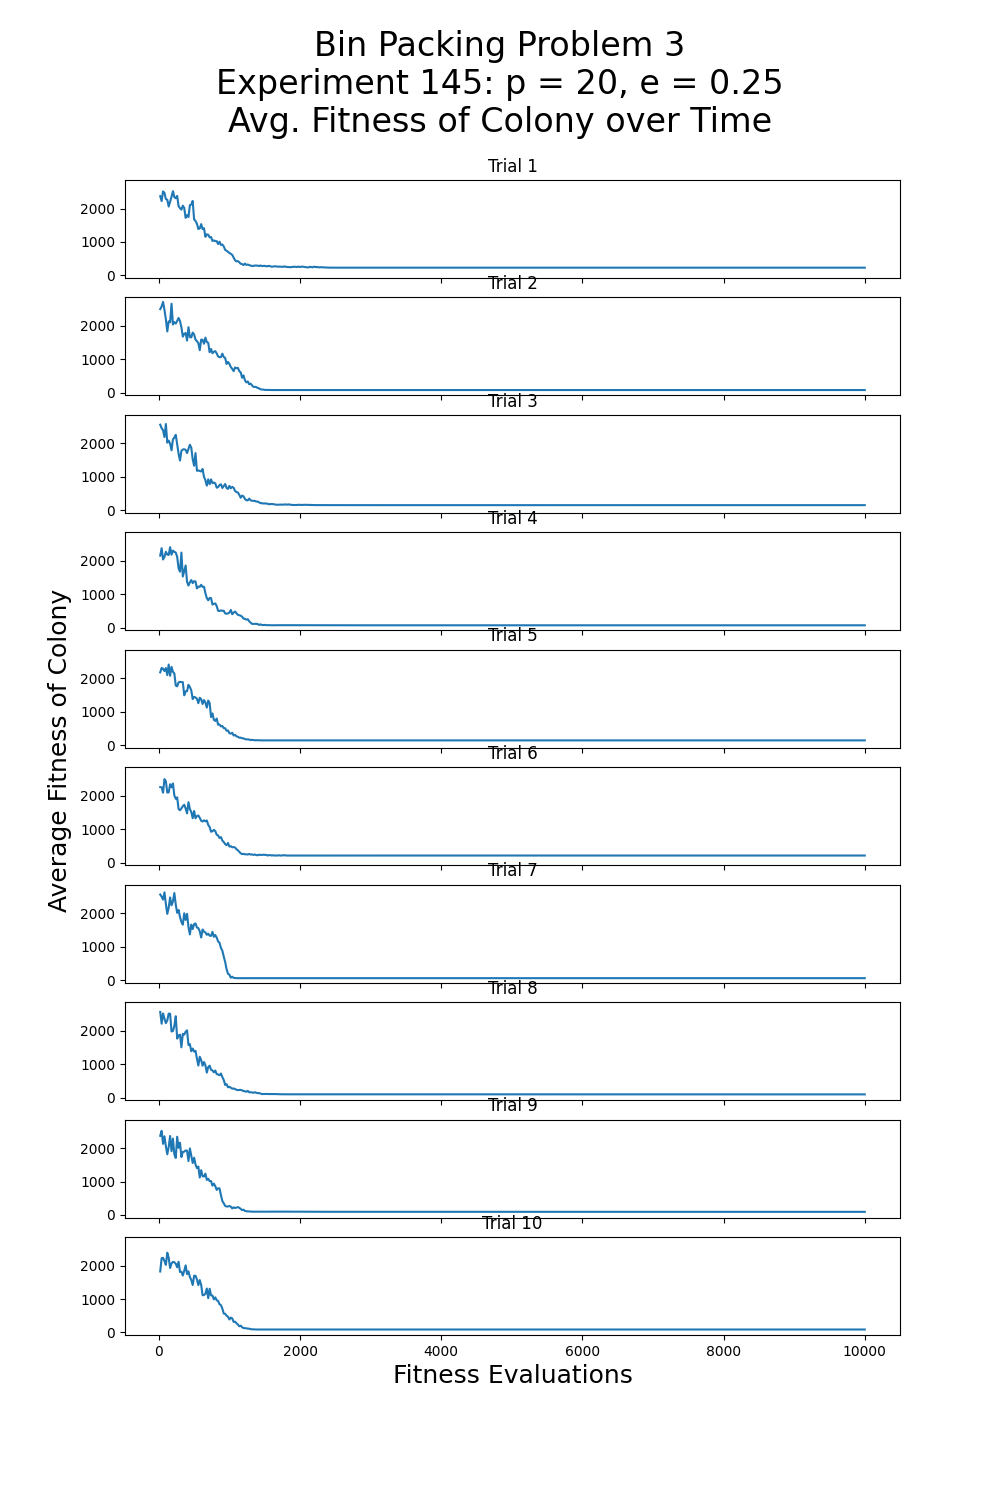 Bin Packing Problem 3
Experiment 145: p = 20, e = 0.25
Avg. Fitness of Colony over Time
Trial 1
2000
1000
0
Trial 2
2000
1000
0
Trial 3
2000
1000
0
Trial 4
2000
1000
0
Trial 5
2000
1000
0
Trial 6
2000
1000
0
Trial 7
2000
1000
0
Trial 8
2000
1000
0
Trial 9
2000
1000
0
Trial 10
2000
1000
0
0 2000 4000 6000 8000 10000
Fitness Evaluations
Average Fitness of Colony